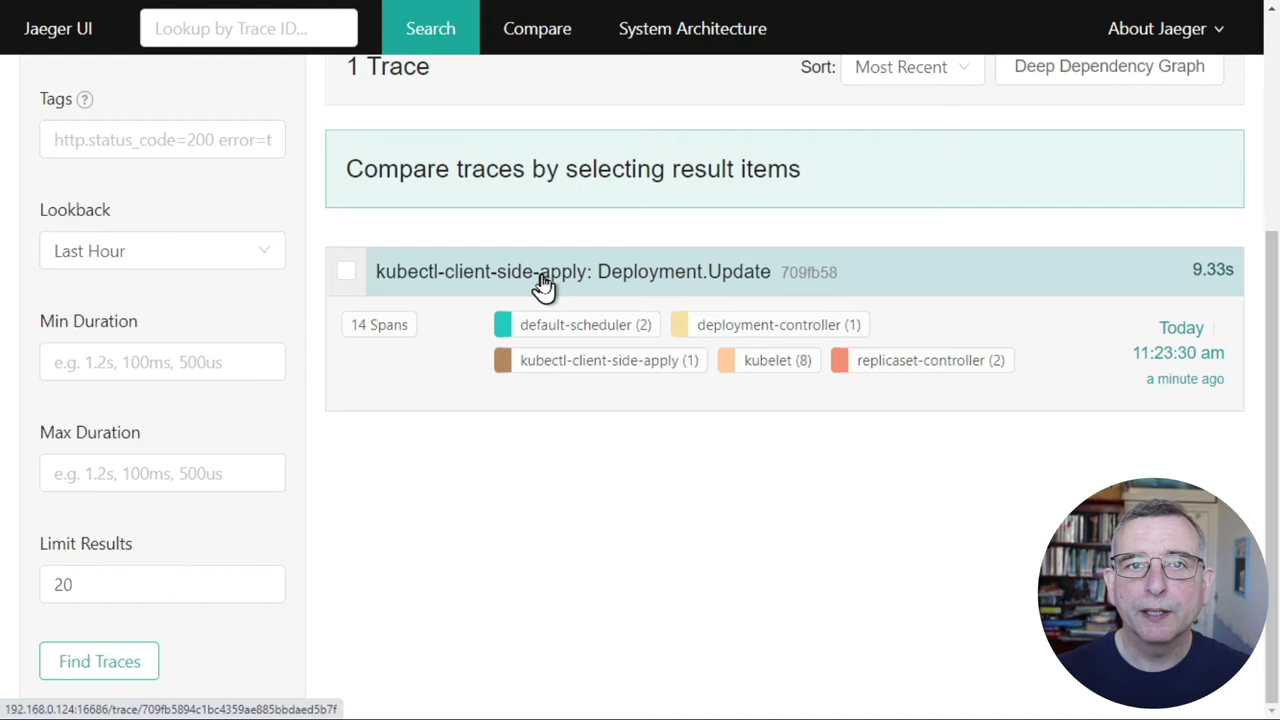 Jaeger UI
Lookup by Trace ID...
Search
Compare
System Architecture
About Jaeger
Tags ?
http.status_code=200 error=t
Lookback
Last Hour
Min Duration
e.g. 1.2s, 100ms, 500us
Max Duration
e.g. 1.2s, 100ms, 500us
Limit Results
20
Find Traces
1 Trace
Sort: Most Recent
Deep Dependency Graph
Compare traces by selecting result items
kubectl-client-side-apply: Deployment.Update 709fb58
9.33s
14 Spans
default-scheduler (2)
deployment-controller (1)
kubectl-client-side-apply (1)
kubelet (8)
replicaset-controller (2)
Today
11:23:30 am
a minute ago
192.168.0.124:16686/trace/709fb5894c1bc4359ae885bbdaed5b7f